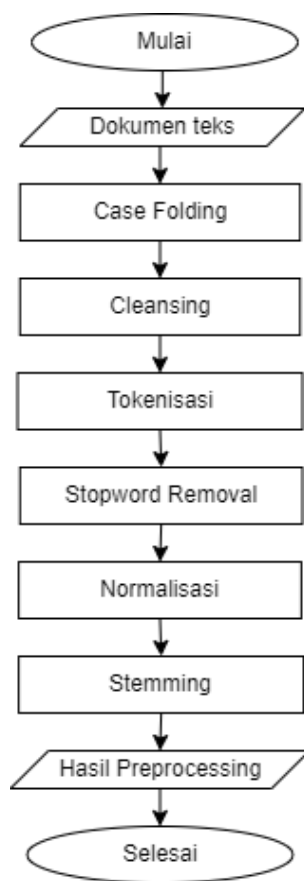 Mulai
Dokumen teks
Case Folding
Cleansing
Tokenisasi
Stopword Removal
Normalisasi
Stemming
Hasil Preprocessing
Selesai